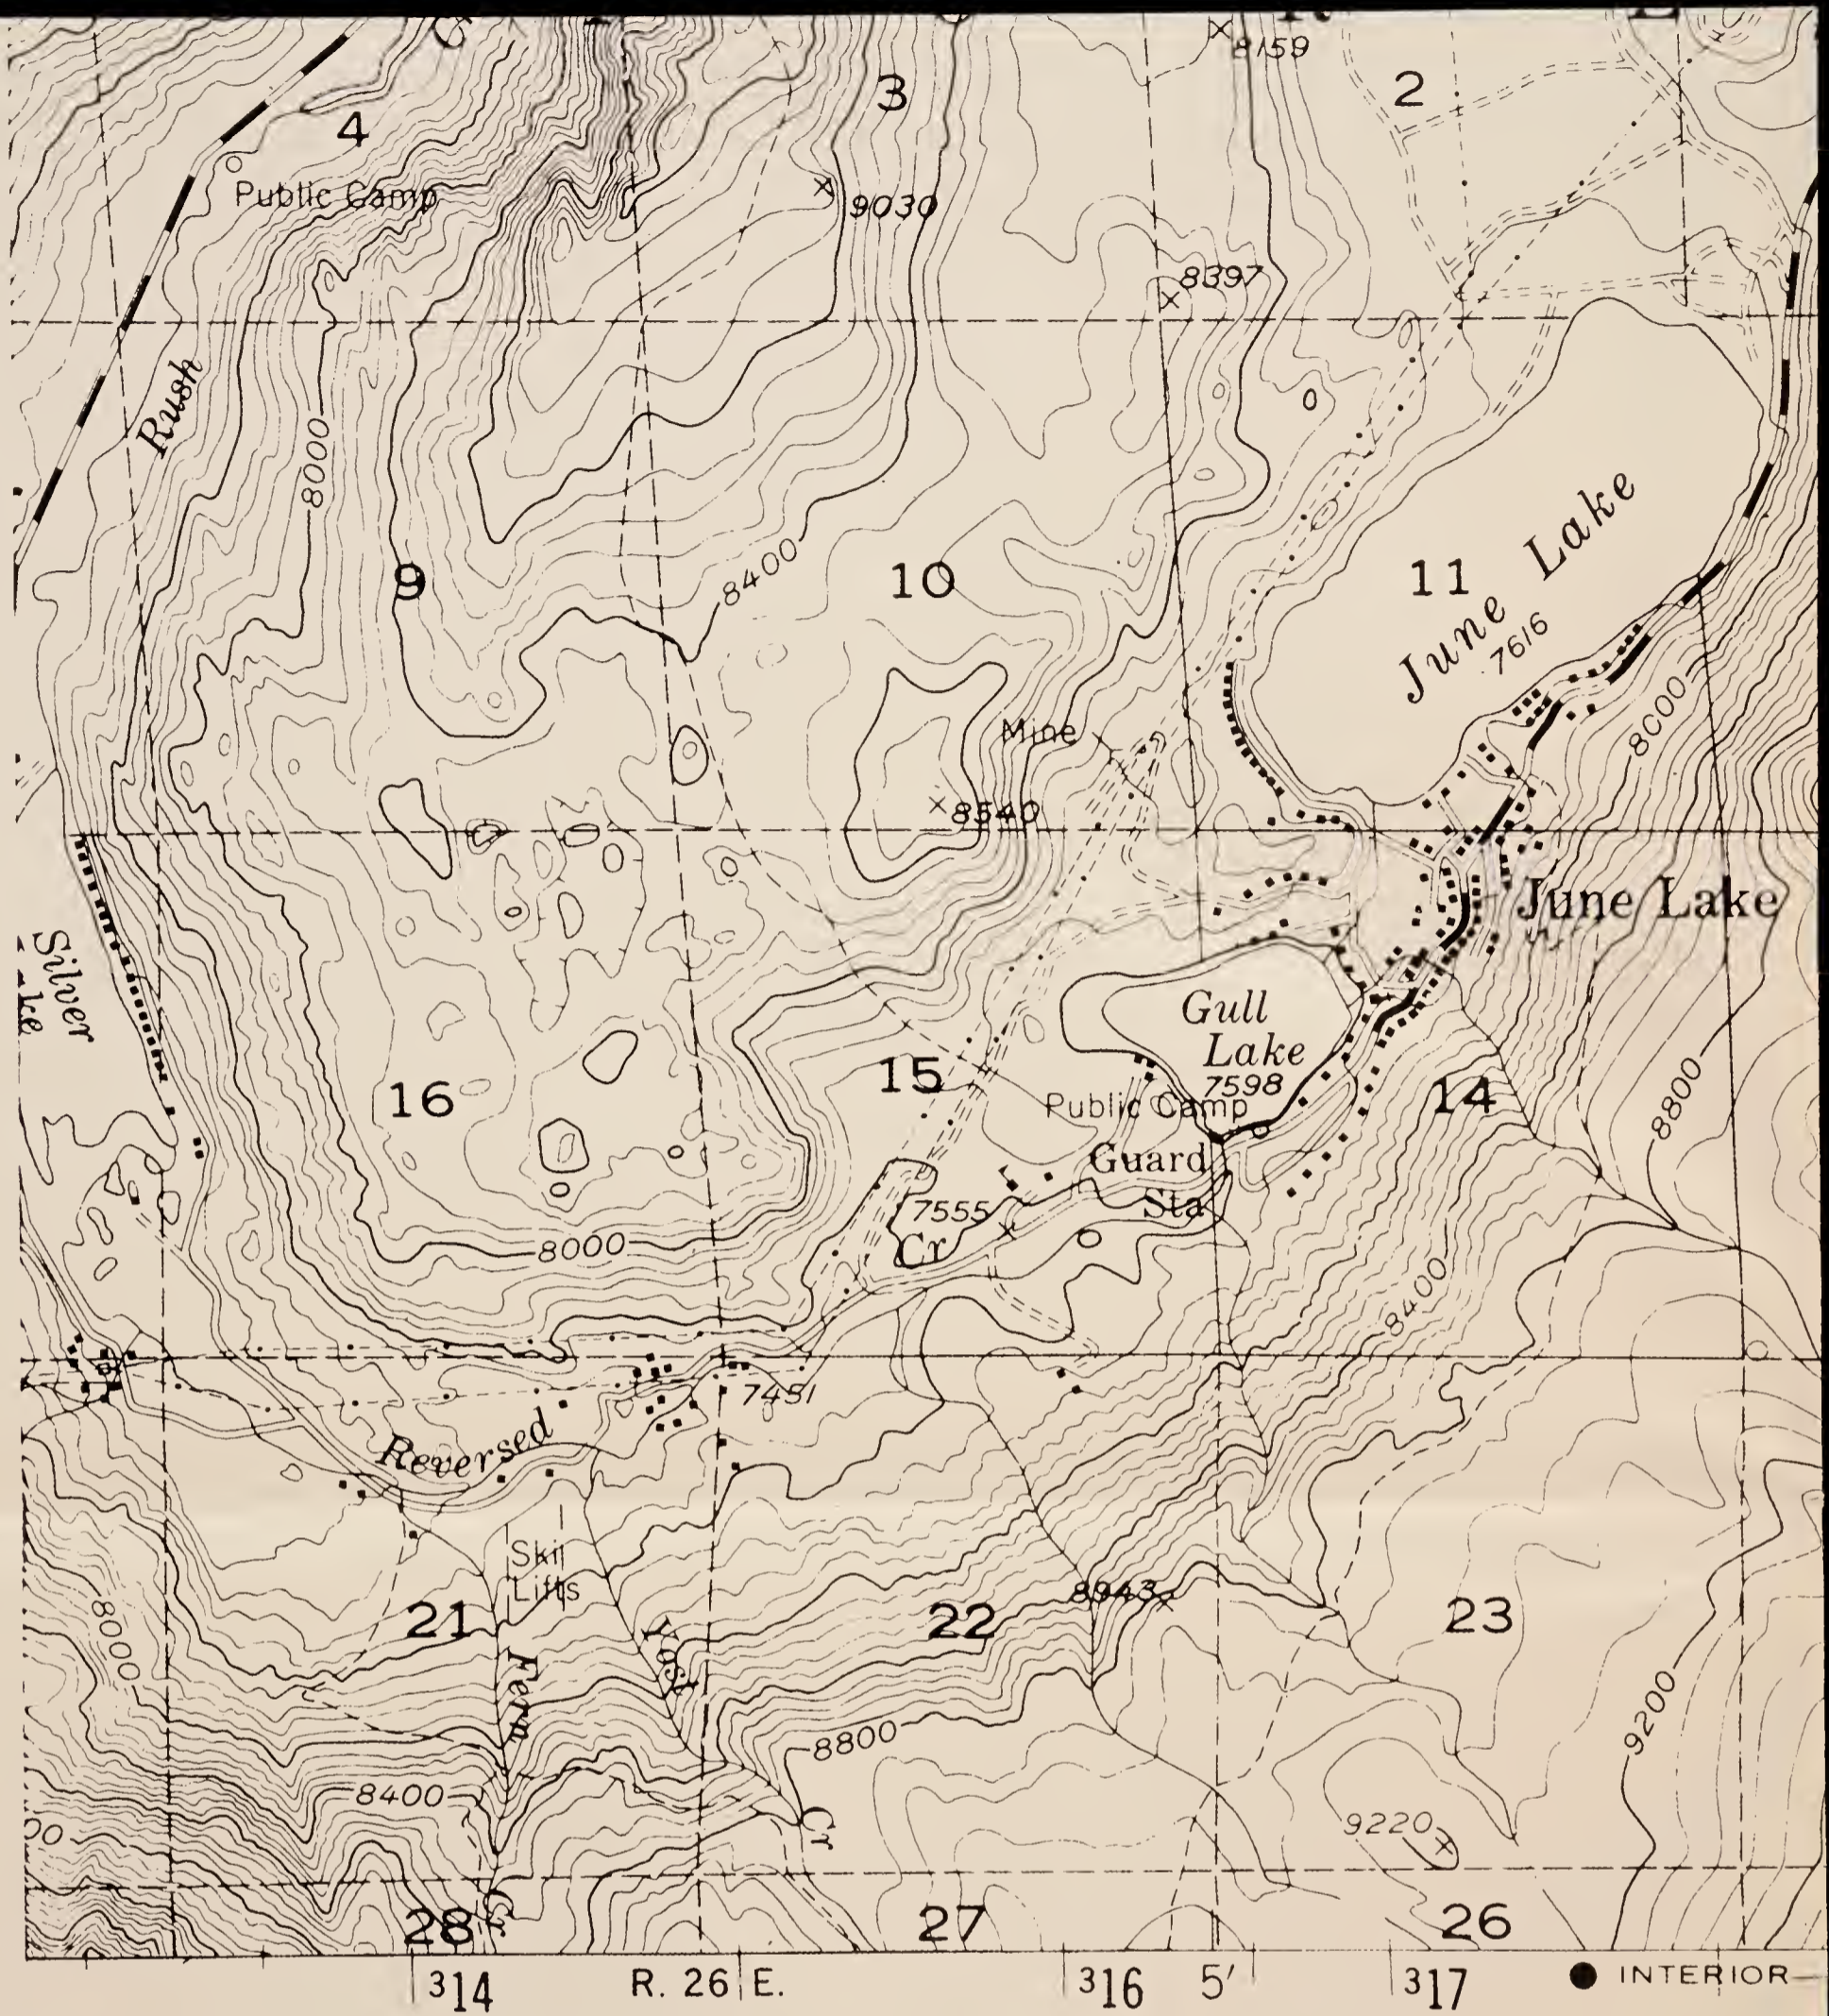 8159
3
2
4
Public Camp
9030
8397
Rush
8000
9
8400
10
11
June Lake
7616
8000
Mine
8540
June Lake
Silver
Gull
Lake
7598
15
16
14
8800
Public Camp
Guard
Sta
7555
Cr
8000
8400
7451
Reversed
Ski
Lifts
8000
21
Fern
Yost
22
8943
23
9200
8800
8400
Cr
9220
28
Cr
27
26
314
R. 26 E.
316
5'
317
INTERIOR